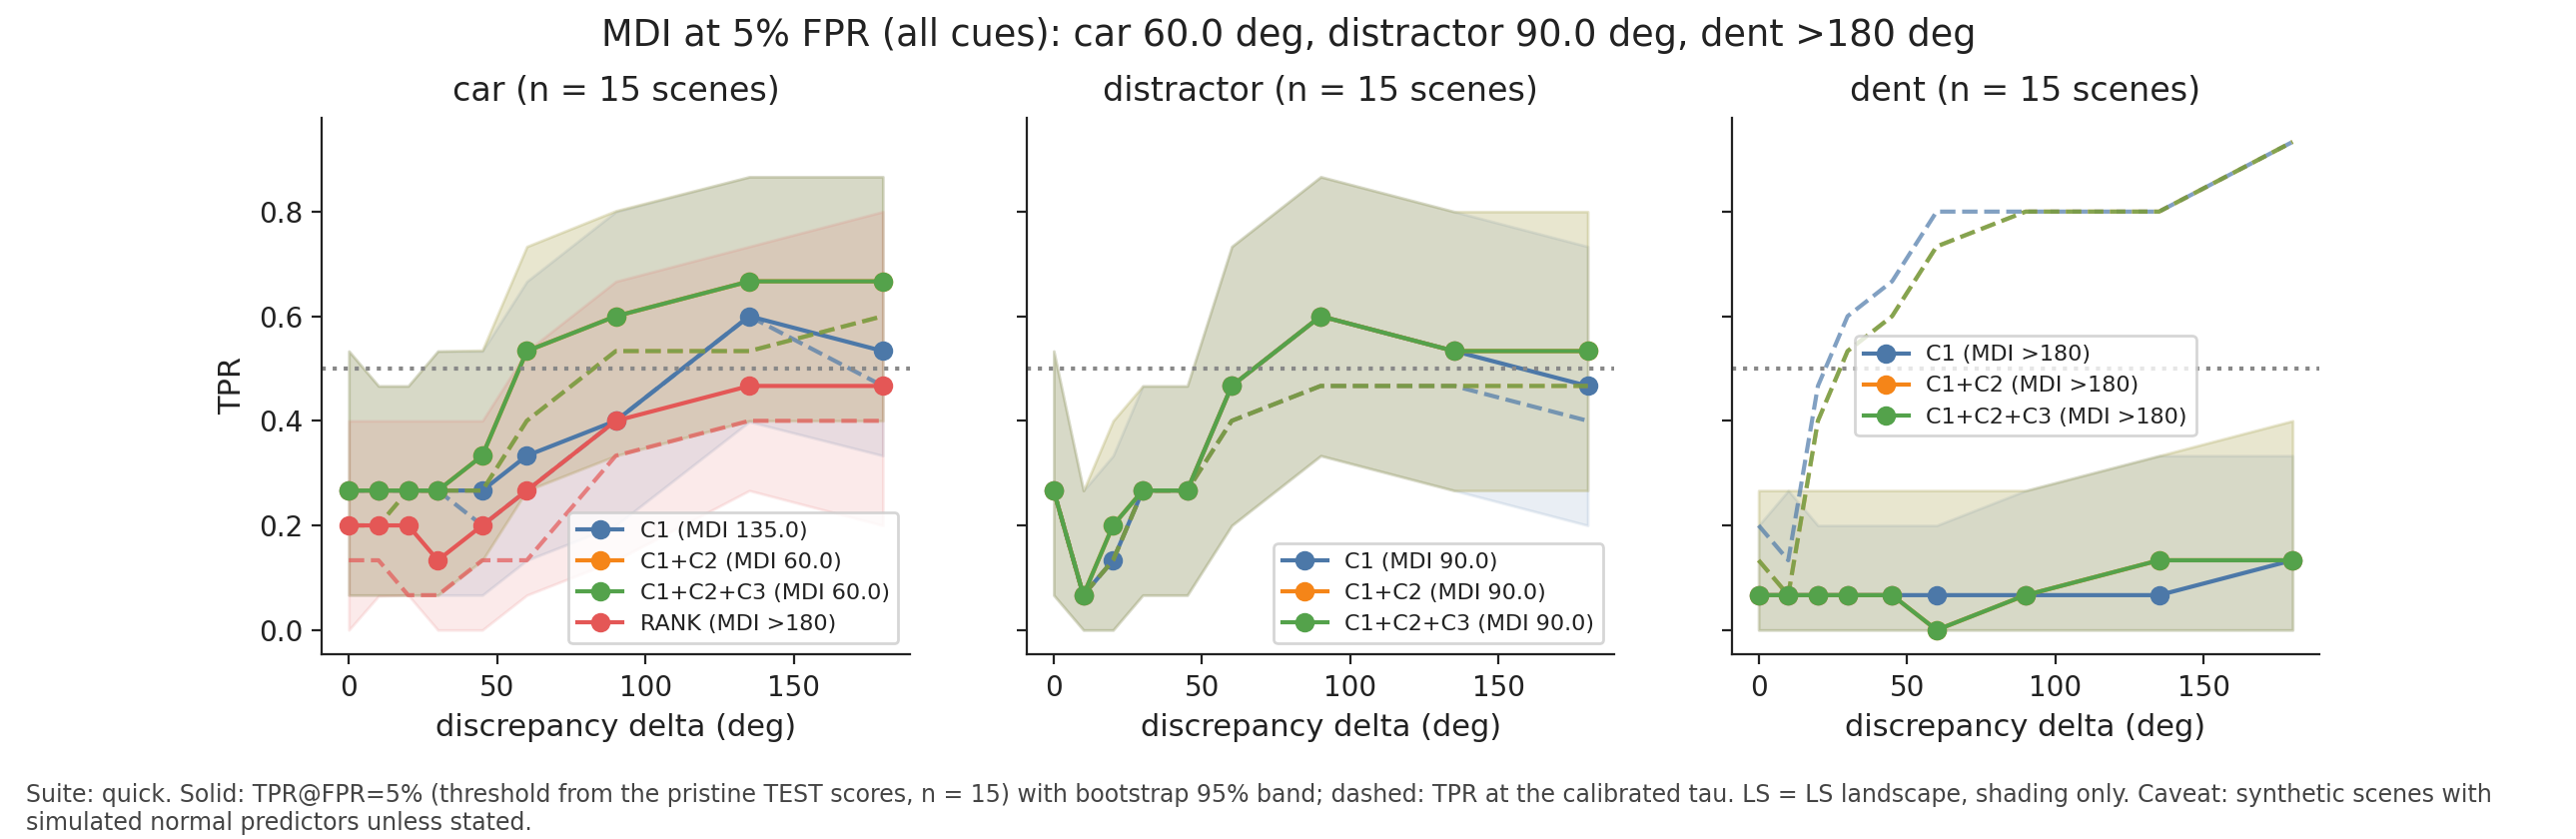 MDI at 5% FPR (all cues): car 60.0 deg, distractor 90.0 deg, dent >180 deg
car (n = 15 scenes)
distractor (n = 15 scenes)
dent (n = 15 scenes)
TPR
0.8
0.6
0.4
0.2
0.0
C1 (MDI 135.0)
C1+C2 (MDI 60.0)
C1+C2+C3 (MDI 60.0)
RANK (MDI >180)
C1 (MDI 90.0)
C1+C2 (MDI 90.0)
C1+C2+C3 (MDI 90.0)
C1 (MDI >180)
C1+C2 (MDI >180)
C1+C2+C3 (MDI >180)
0 50 100 150
0 50 100 150
0 50 100 150
discrepancy delta (deg)
discrepancy delta (deg)
discrepancy delta (deg)
Suite: quick. Solid: TPR@FPR=5% (threshold from the pristine TEST scores, n = 15) with bootstrap 95% band; dashed: TPR at the calibrated tau. LS = LS landscape, shading only. Caveat: synthetic scenes with
simulated normal predictors unless stated.